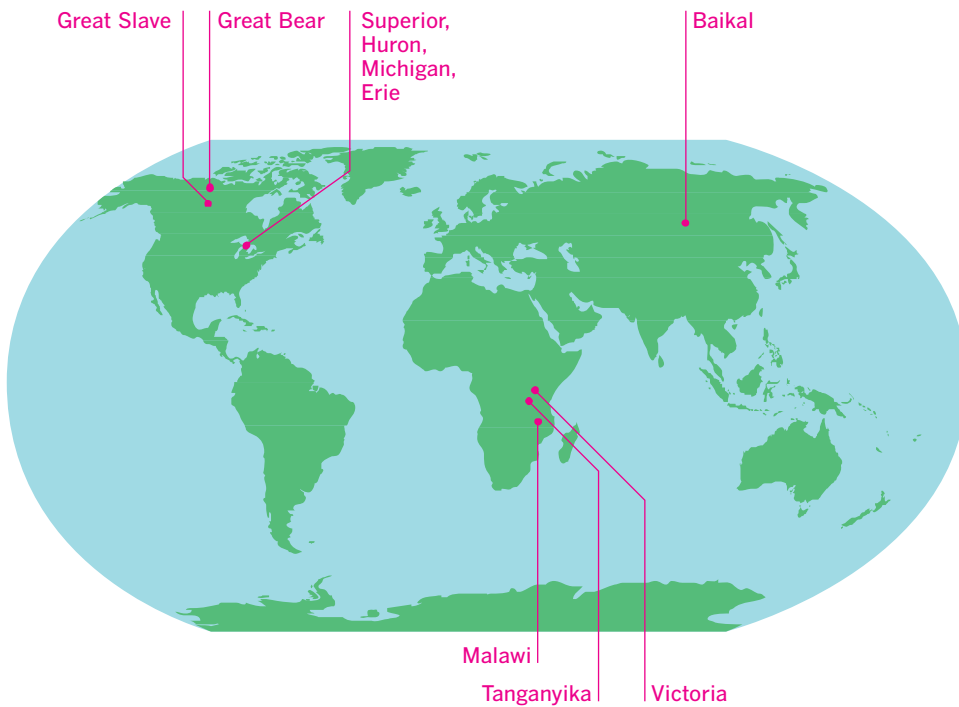 Great Slave
Great Bear
Superior,
Huron,
Michigan,
Erie
Baikal
Malawi
Tanganyika
Victoria